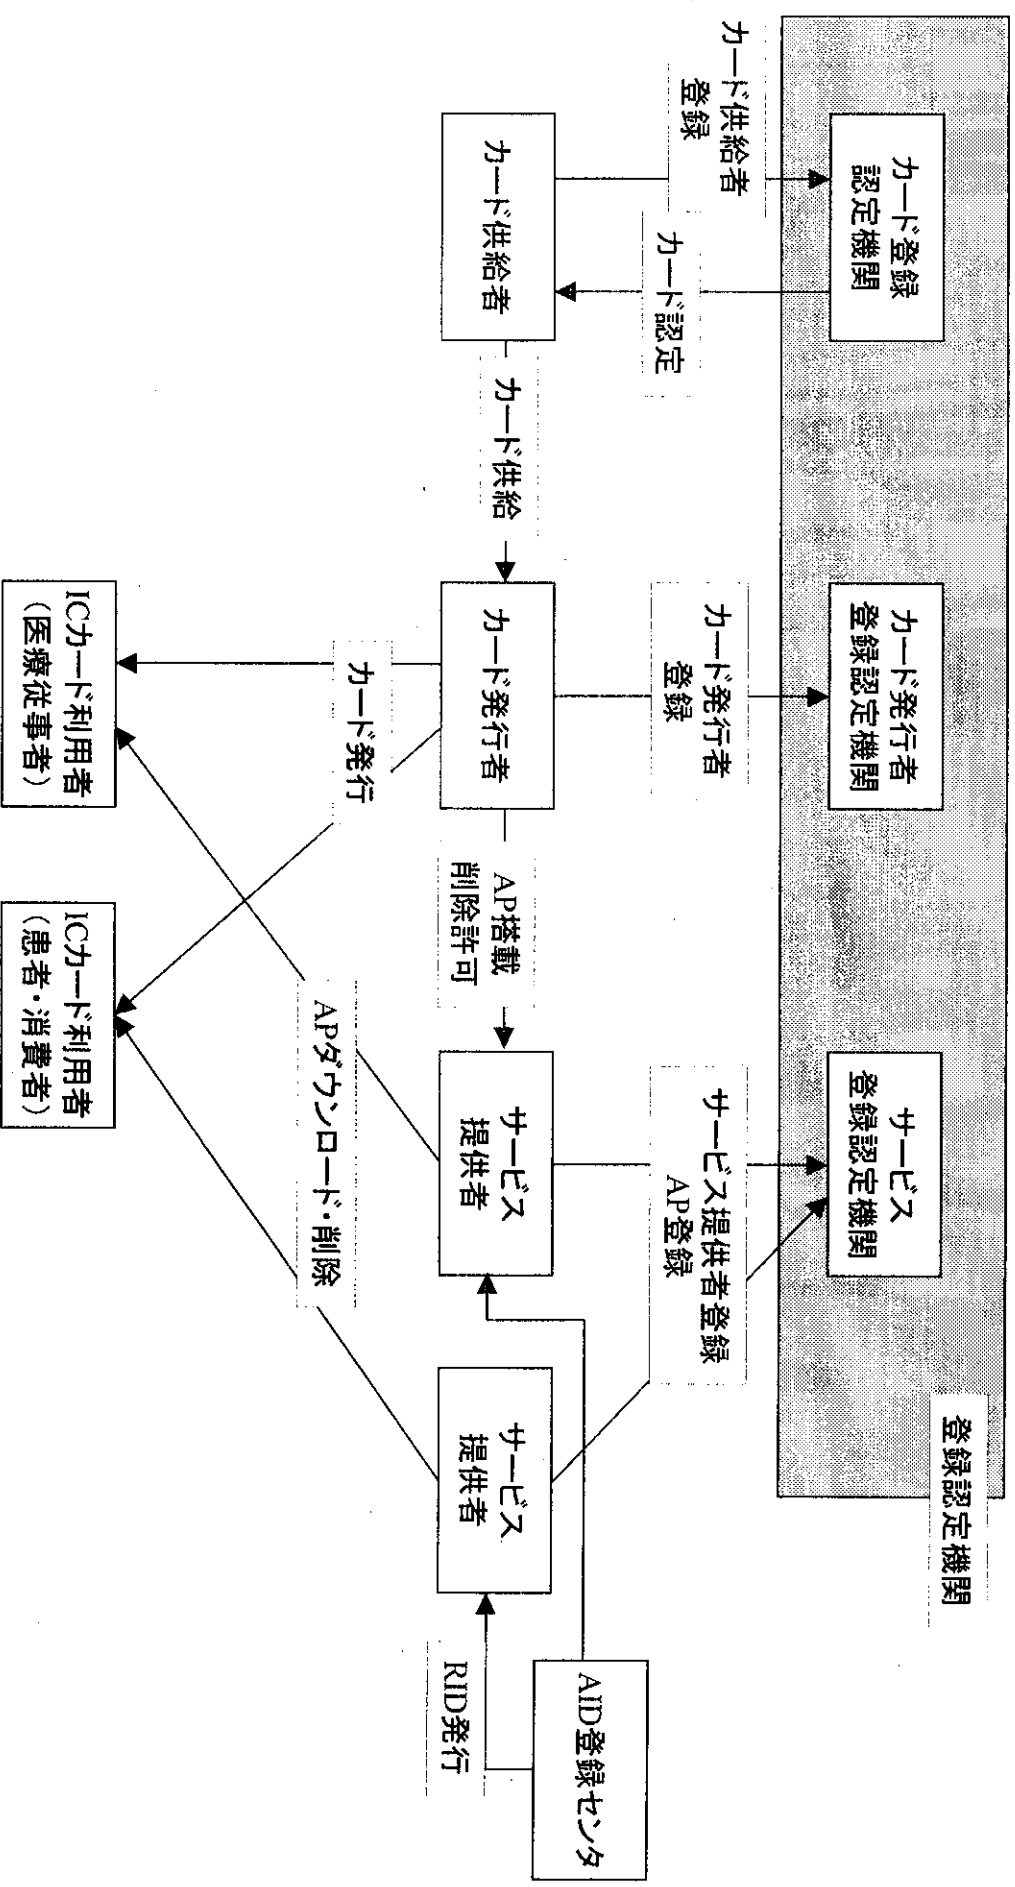 登録認定機関
カード登録
認定機関
カード発行者
登録認定機関
サービス
登録認定機関
カード供給者
登録
カード認定
カード発行者
登録
サービス提供者登録
AP登録
AID登録センタ
カード供給者
カード供給
カード発行者
AP搭載
削除許可
サービス
提供者
サービス
提供者
RID発行
カード発行
APダウンロード・削除
ICカード利用者
（医療従事者）
ICカード利用者
（患者・消費者）